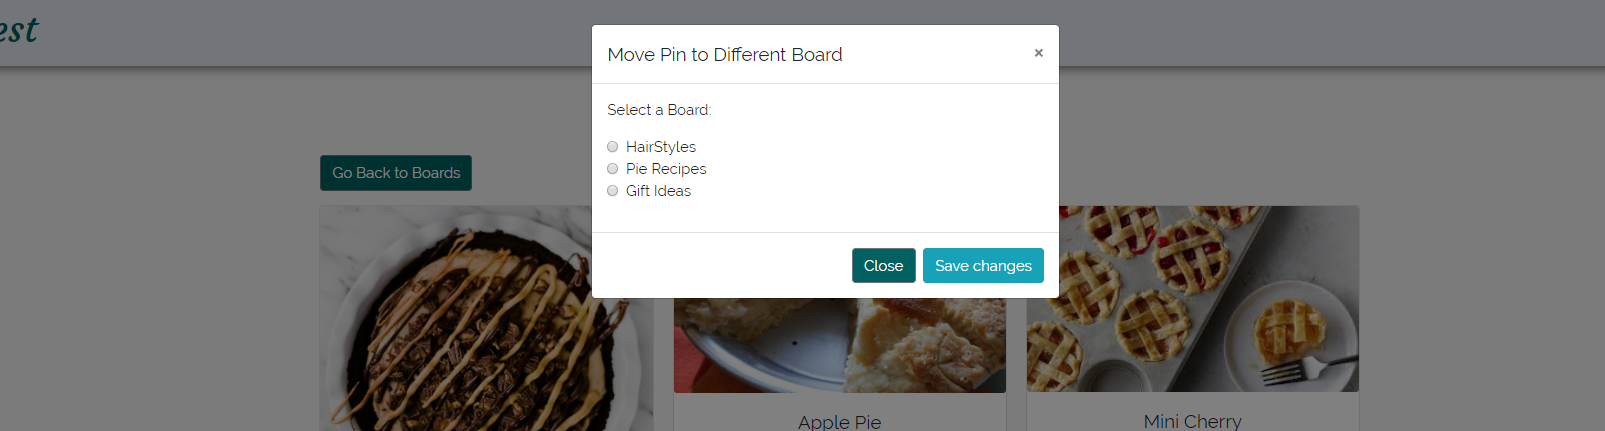 est
Move Pin to Different Board
×
Select a Board:
HairStyles
Pie Recipes
Gift Ideas
Go Back to Boards
Close
Save changes
Apple Pie
Mini Cherry